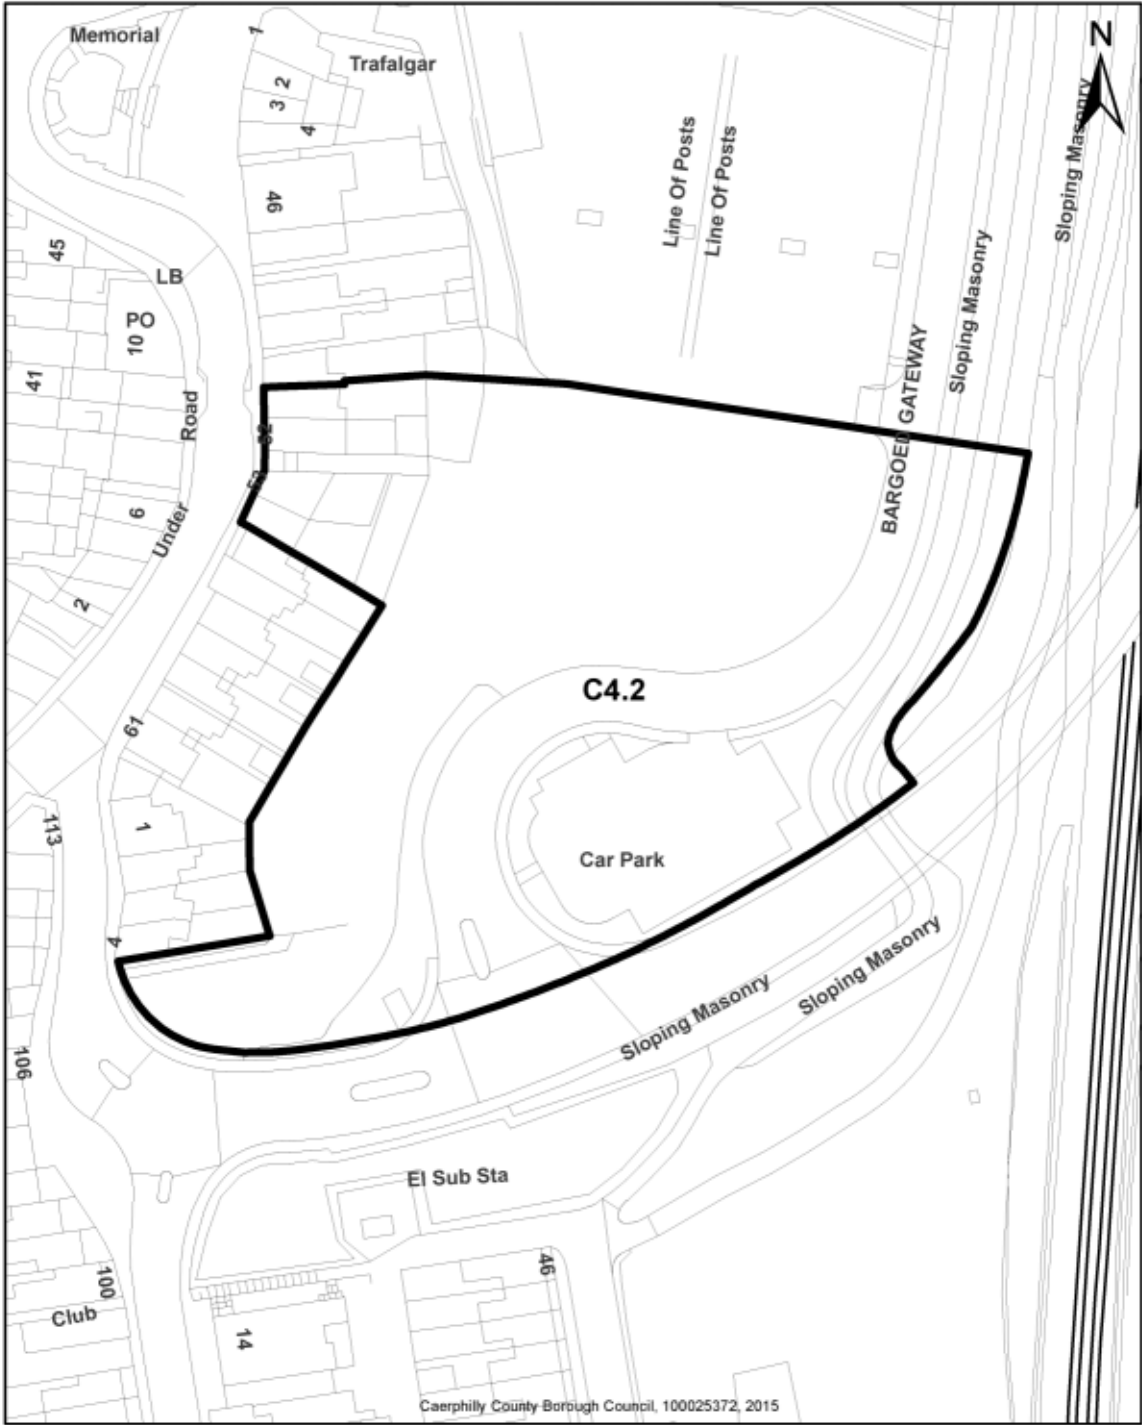 Memorial
1
2
3
4
Trafalgar
N
Sloping Masonry
Line Of Posts
Line Of Posts
46
45
LB
PO
10
Sloping Masonry
41
Road
BARGOED GATEWAY
52
53
6
Under
2
C4.2
61
113
1
Car Park
4
Sloping Masonry
Sloping Masonry
106
El Sub Sta
46
100
Club
14
Caerphilly County Borough Council, 100025372, 2015